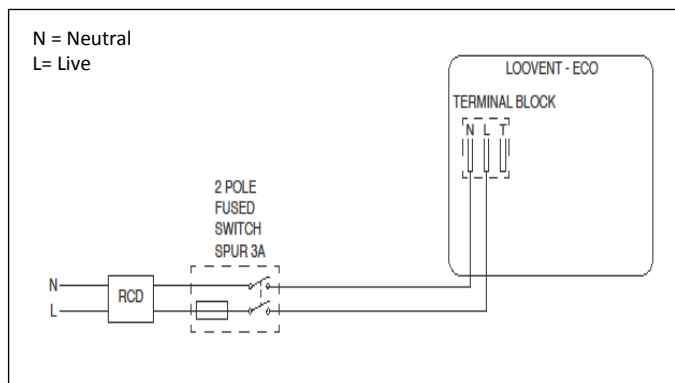 N = Neutral
L= Live
LOOVENT - ECO
TERMINAL BLOCK
N L T
2 POLE
FUSED
SWITCH
SPUR 3A
N
RCD
L